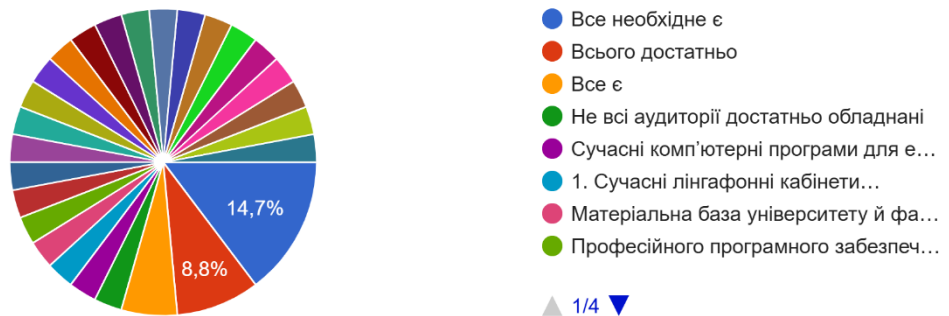 14,7%
8,8%
Все необхідне є
Всього достатньо
Все є
Не всі аудиторії достатньо обладнані
Сучасні комп’ютерні програми для е…
1. Сучасні лінгафонні кабінети…
Матеріальна база університету й фа…
Професійного програмного забезпеч…
1/4